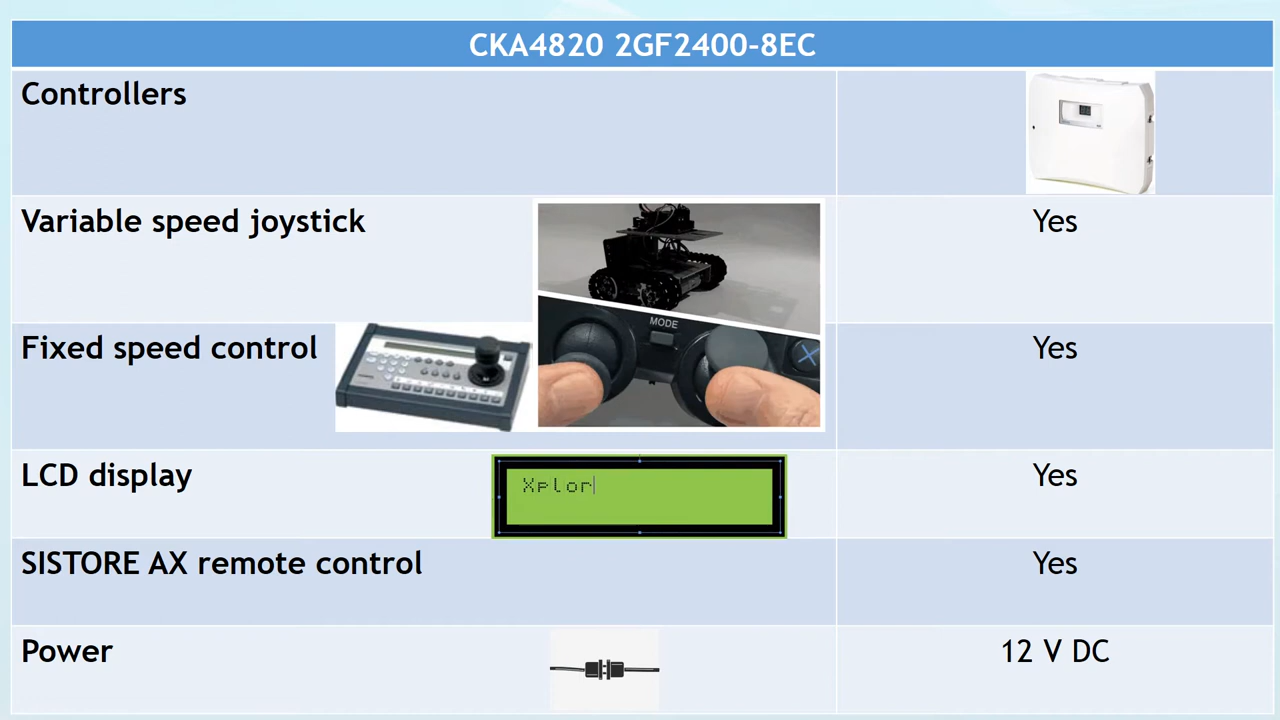 CKA4820 2GF2400-8EC
Controllers
Variable speed joystick
Yes
MODE
Fixed speed control
Yes
LCD display
Xplor
Yes
SISTORE AX remote control
Yes
Power
12 V DC